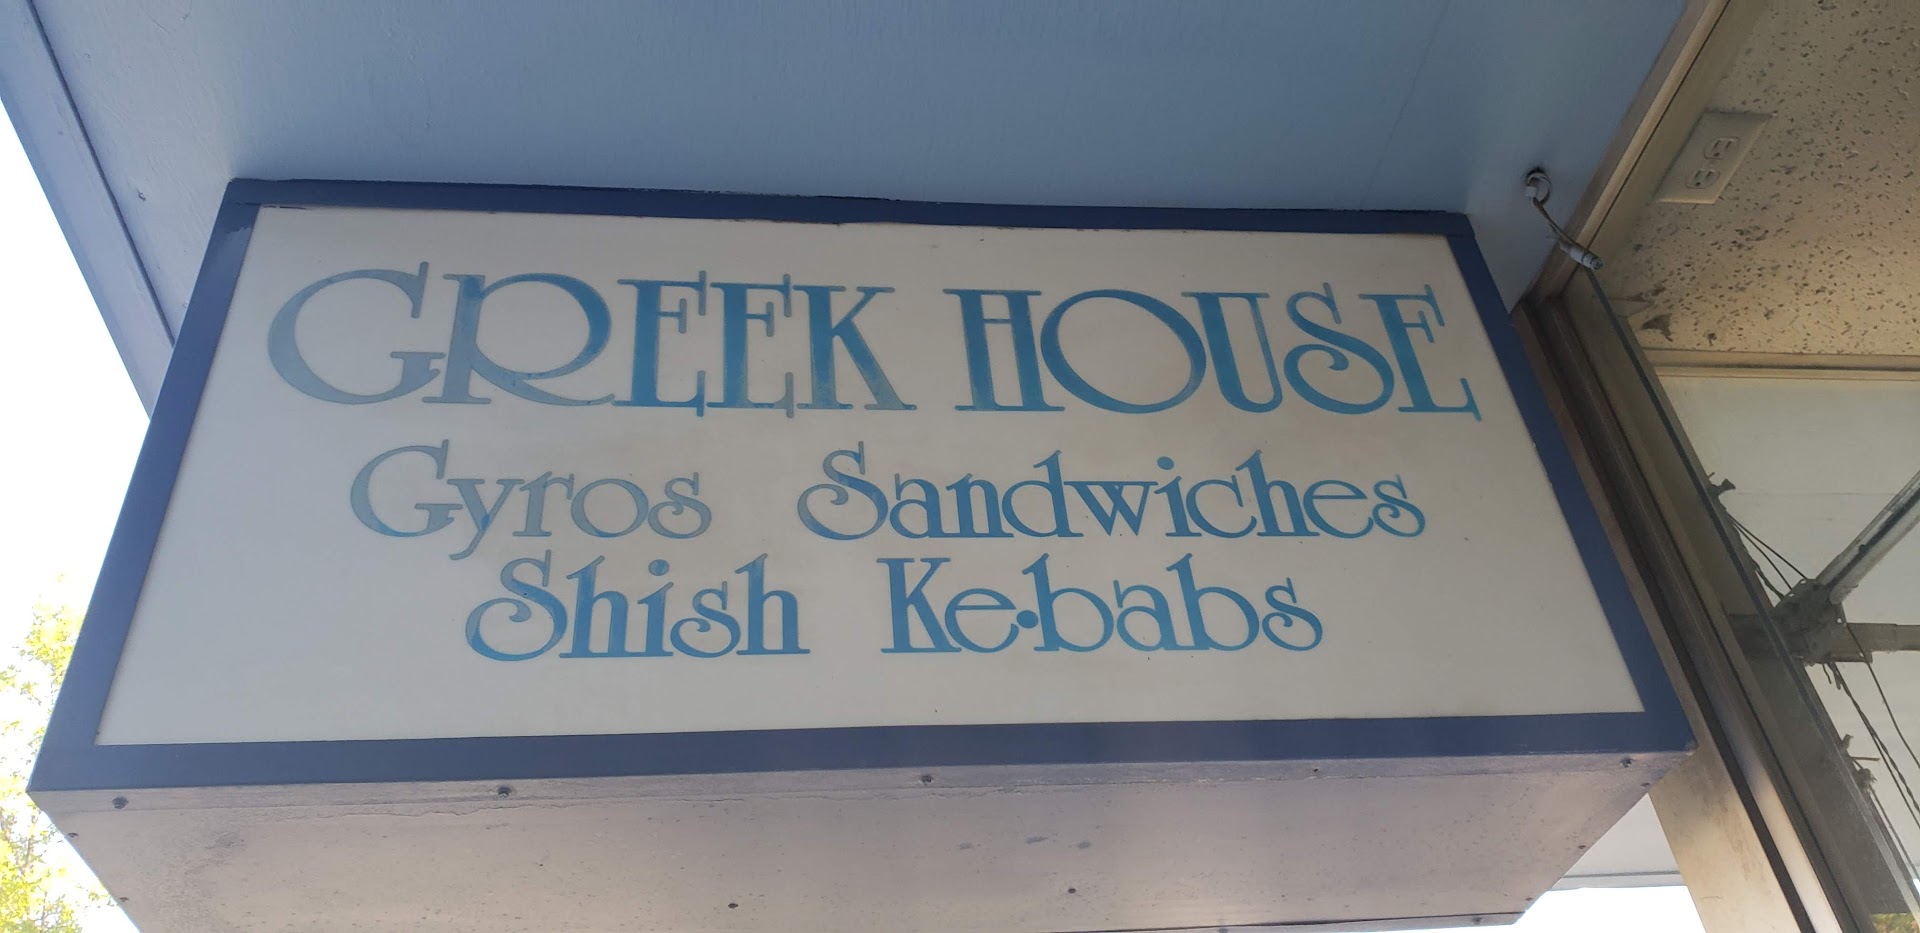 GREEK HOUSE
Gyros Sandwiches
Shish Ke•babs